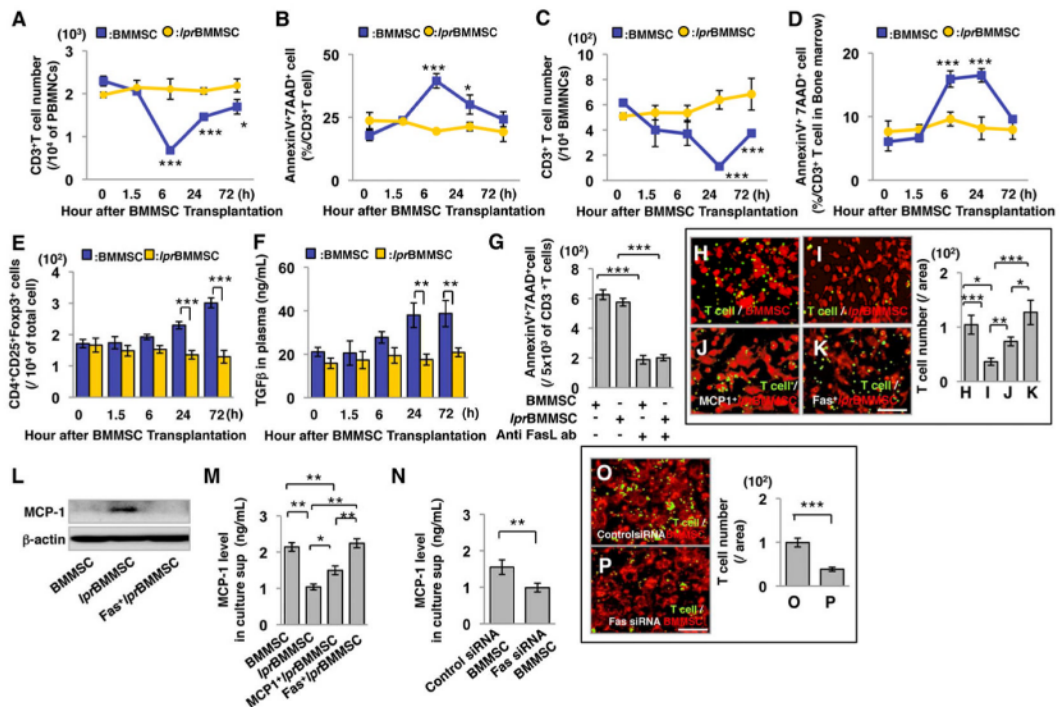 A
:BMMSC :lprBMMSC
(10³)
CD3⁺T cell number
(/10⁴ of PBMNCs)
3
2
1
0
***
***
*
0 1.5 6 24 72 (h)
Hour after BMMSC Transplantation
B
:BMMSC :lprBMMSC
AnnexinV⁺7AAD⁺ cell
(%/CD3⁺T cell)
50
25
0
***
*
0 1.5 6 24 72 (h)
Hour after BMMSC Transplantation
C
:BMMSC :lprBMMSC
(10²)
CD3⁺ T cell number
(/10⁴ BMMNCs)
10
8
6
4
2
0
***
***
0 1.5 6 24 72 (h)
Hour after BMMSC Transplantation
D
:BMMSC :lprBMMSC
AnnexinV⁺ 7AAD⁺ cell
(%/CD3⁺ T cell in Bone marrow)
20
10
0
*** ***
0 1.5 6 24 72 (h)
Hour after BMMSC Transplantation
E
:BMMSC :lprBMMSC
(10²)
CD4⁺CD25⁺Foxp3⁺ cells
(/ 10⁶ of total cell)
4
3
2
1
0
***
***
0 1.5 6 24 72 (h)
Hour after BMMSC Transplantation
F
:BMMSC :lprBMMSC
TGFβ in plasma (ng/mL)
60
40
20
0
** **
0 1.5 6 24 72 (h)
Hour after BMMSC Transplantation
G
(10²)
AnnexinV⁺7AAD⁺cell
(/ 5x10³ of CD3 ⁺T cells)
8
6
4
2
0
***
***
BMMSC + - + -
lprBMMSC - + - +
Anti FasL ab - - + +
H
T cell /BMMSC
I
T cell /lprBMMSC
J
T cell /
MCP1⁺lprBMMSC
K
T cell /
Fas⁺lprBMMSC
(10²)
T cell number (/ area)
2
1
0
***
*
***
**
*
H I J K
L
MCP-1
β-actin
BMMSC
lprBMMSC
Fas⁺lprBMMSC
M
MCP-1 level
in culture sup (ng/mL)
3
2
1
0
**
**
**
*
**
BMMSC
lprBMMSC
MCP1⁺lprBMMSC
Fas⁺lprBMMSC
N
MCP-1 level
in culture sup (ng/mL)
3
2
1
0
**
Control siRNA
BMMSC
Fas siRNA
BMMSC
O
T cell /
ControlsiRNA BMMSC
P
T cell /
Fas siRNA BMMSC
(10²)
T cell number
(/ area)
2
1
0
***
O P